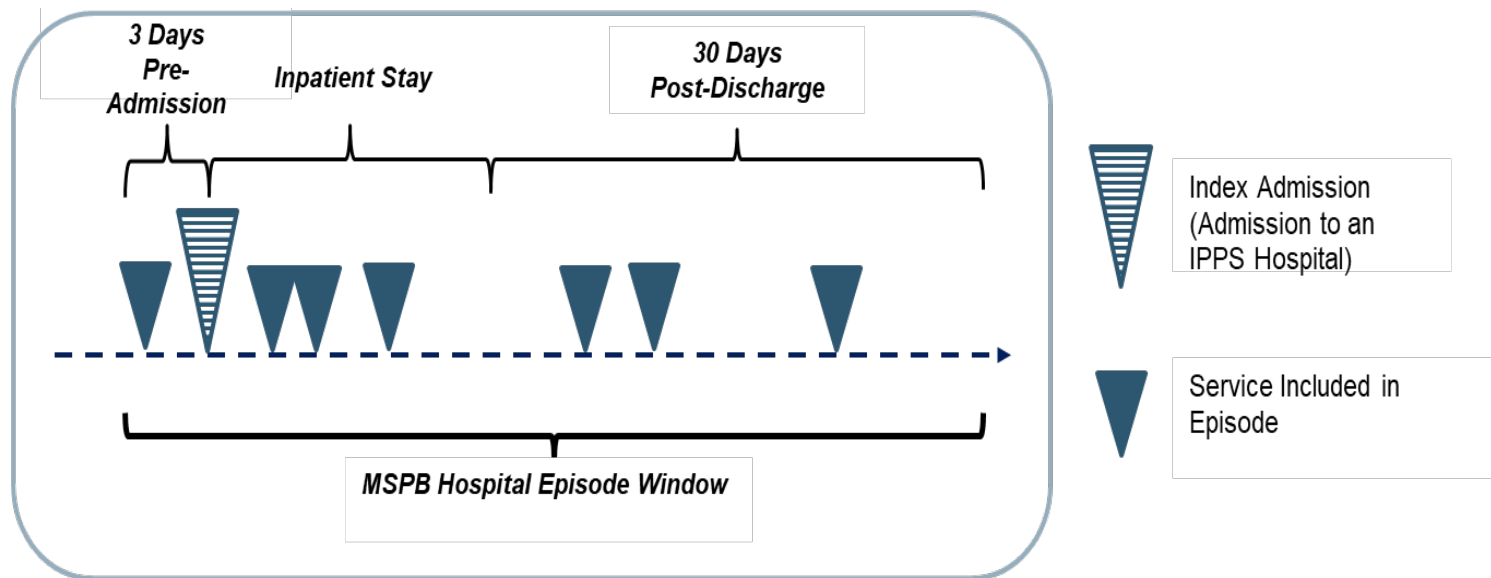 3 Days
Pre-
Admission
Inpatient Stay
30 Days
Post-Discharge
MSPB Hospital Episode Window
Index Admission
(Admission to an
IPPS Hospital)
Service Included in
Episode